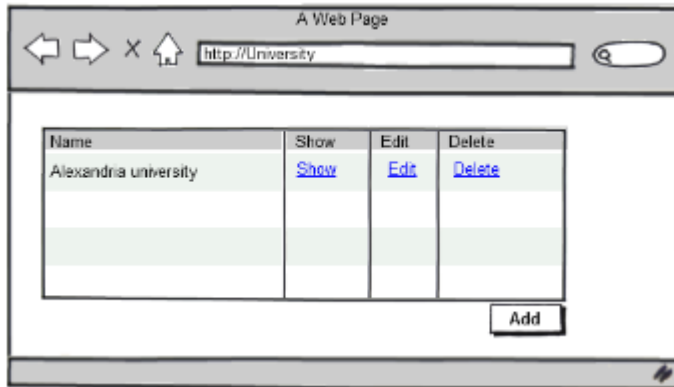 A Web Page
http://University
Name Show Edit Delete
Alexandria university Show Edit Delete
Add